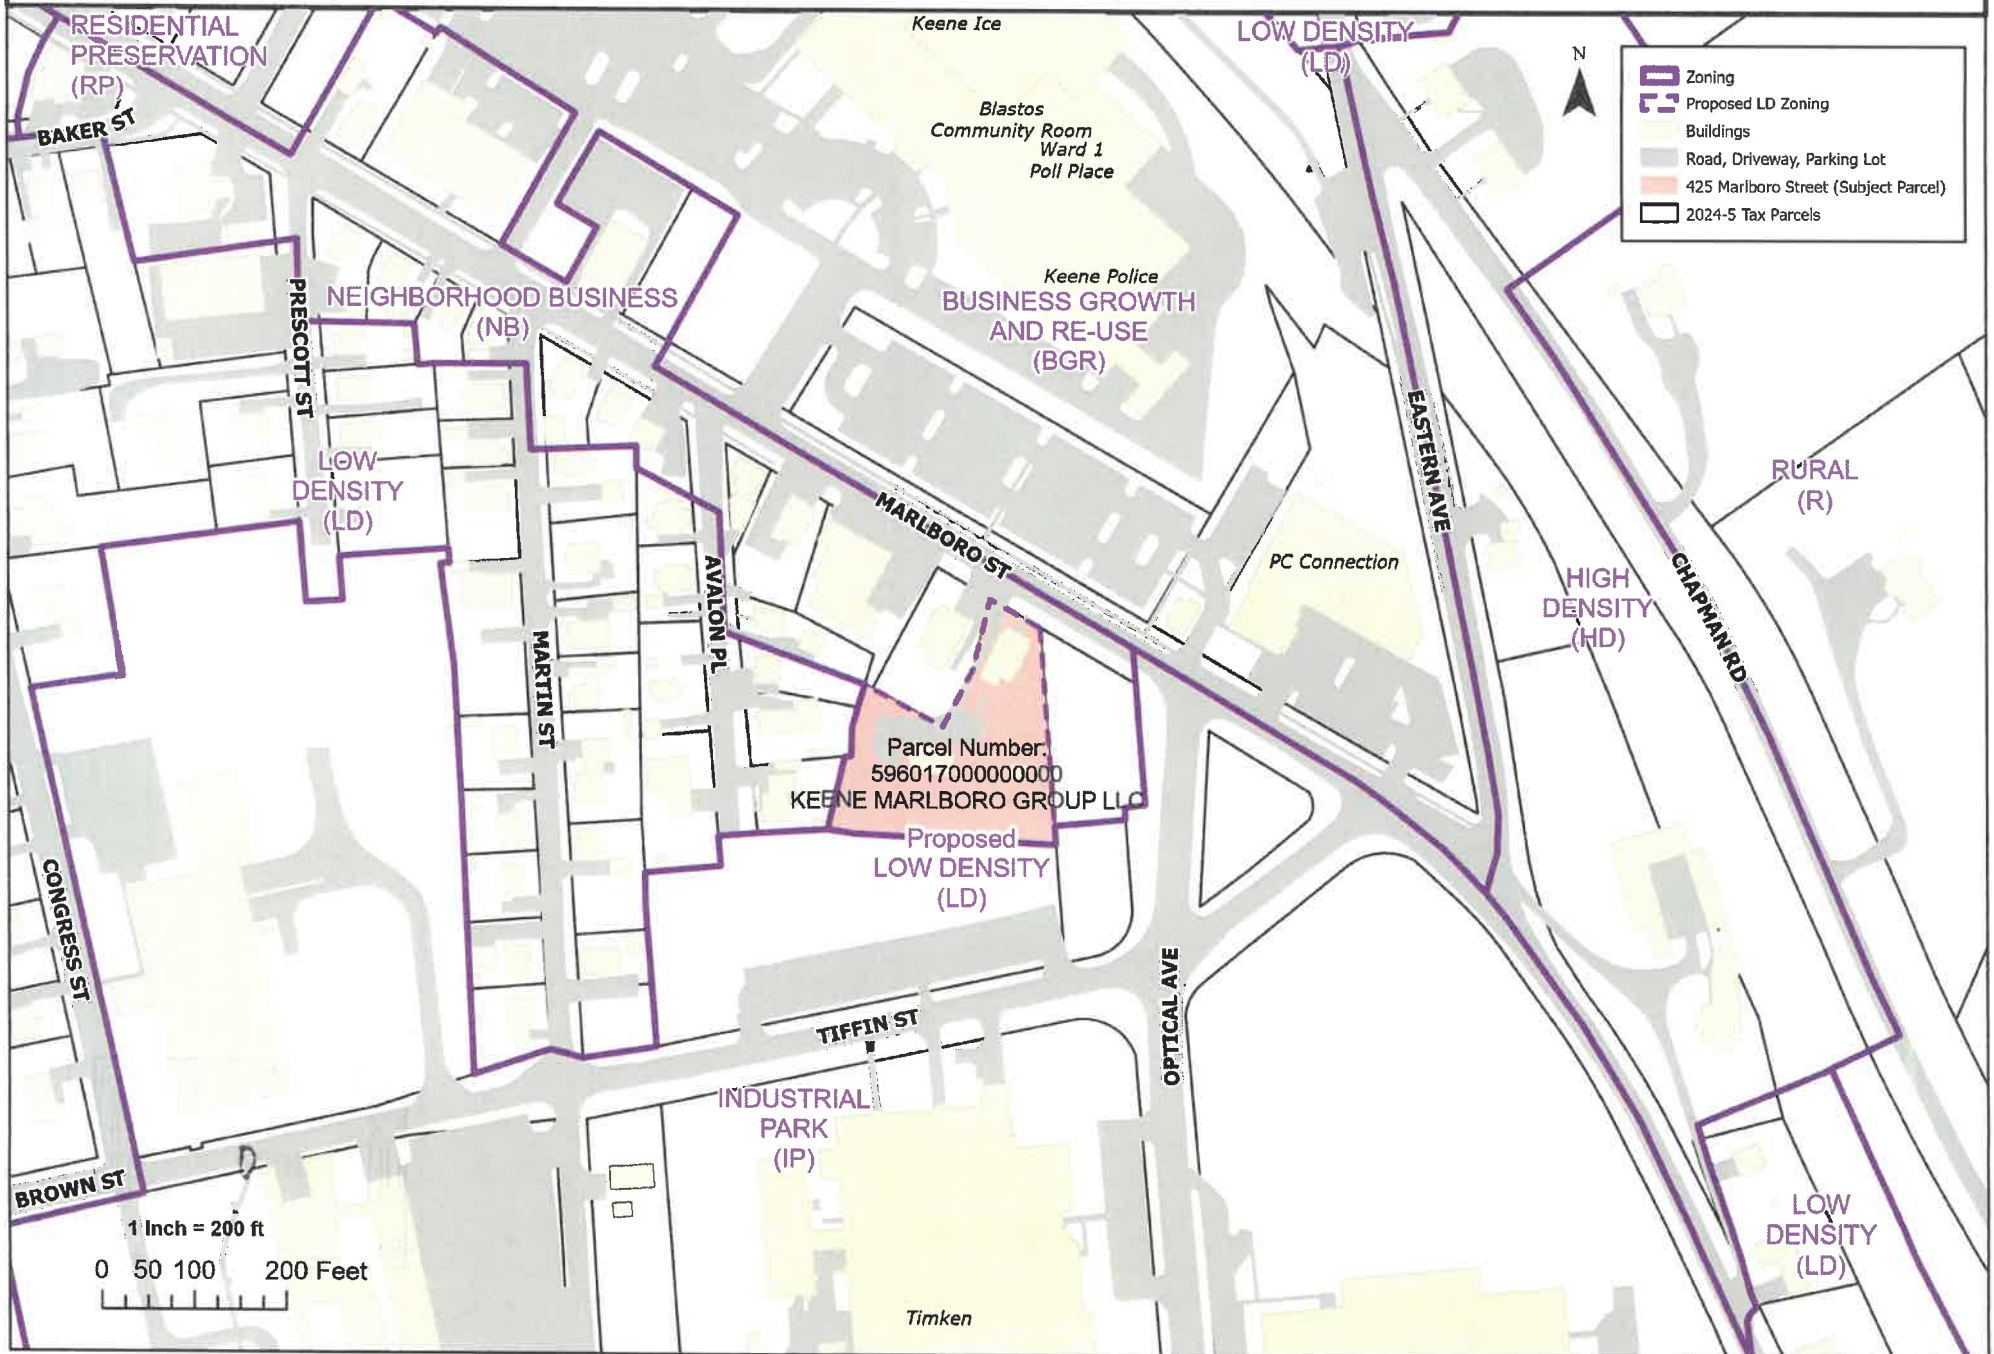 RESIDENTIAL
PRESERVATION
(RP)
BAKER ST
Keene Ice
Blastos
Community Room
Ward 1
Poll Place
Keene Police
LOW DENSITY
(LD)
N
Zoning
Proposed LD Zoning
Buildings
Road, Driveway, Parking Lot
425 Marlboro Street (Subject Parcel)
2024-5 Tax Parcels
PRESCOTT ST
NEIGHBORHOOD BUSINESS
(NB)
BUSINESS GROWTH
AND RE-USE
(BGR)
EASTERN AVE
LOW
DENSITY
(LD)
RURAL
(R)
MARLBORO ST
PC Connection
AVALON PL
HIGH
DENSITY
(HD)
CHAPMAN RD
MARTIN ST
Parcel Number:
596017000000000
KEENE MARLBORO GROUP LLC
Proposed
LOW DENSITY
(LD)
CONGRESS ST
TIFFIN ST
OPTICAL AVE
INDUSTRIAL
PARK
(IP)
BROWN ST
1 Inch = 200 ft
0 50 100 200 Feet
LOW
DENSITY
(LD)
Timken